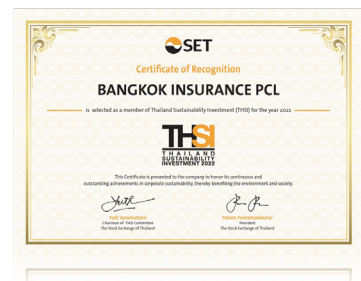 SET
Certificate of Recognition
BANGKOK INSURANCE PCL
is selected as a member of Thailand Sustainability Investment (THSI) for the year 2022
THSI
THAILAND
SUSTAINABILITY
INVESTMENT 2022
This Certificate is presented to the company to honor its continuous and
outstanding achievements in corporate sustainability, thereby benefiting the environment and society.
Chairman of THSI Committee
President
The Stock Exchange of Thailand
The Stock Exchange of Thailand